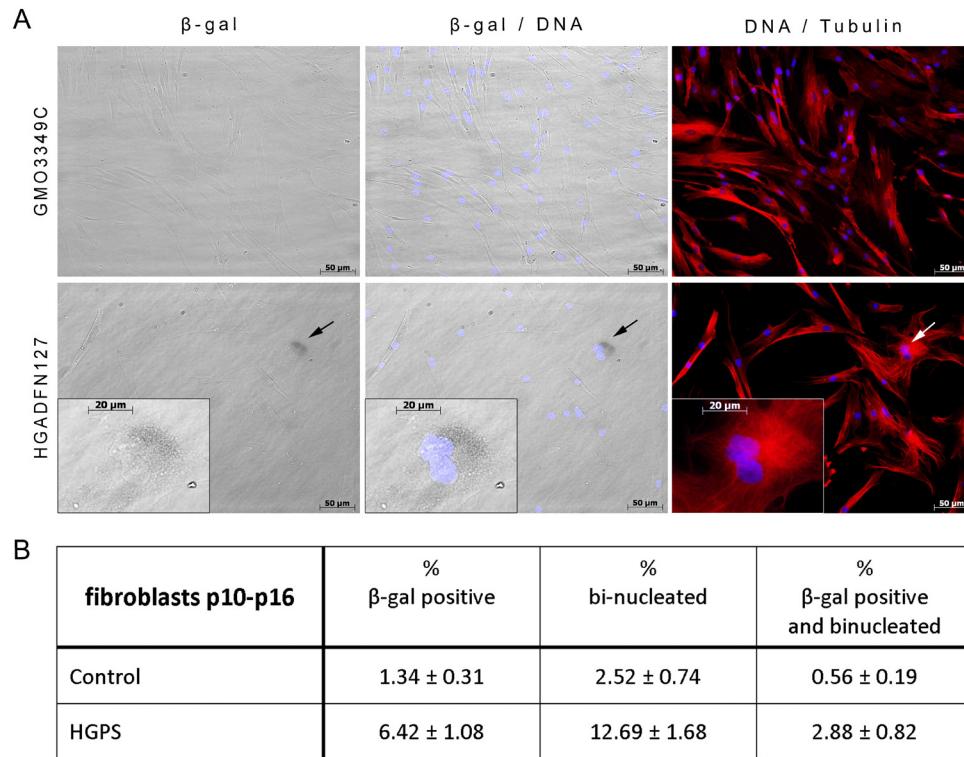 A
β-gal
β-gal / DNA
DNA / Tubulin
GMO3349C
50 µm
50 µm
50 µm
HGADFN127
20 µm
20 µm
20 µm
50 µm
50 µm
50 µm
B
fibroblasts p10-p16
%
β-gal positive
%
bi-nucleated
%
β-gal positive
and binucleated
Control
1.34 ± 0.31
2.52 ± 0.74
0.56 ± 0.19
HGPS
6.42 ± 1.08
12.69 ± 1.68
2.88 ± 0.82